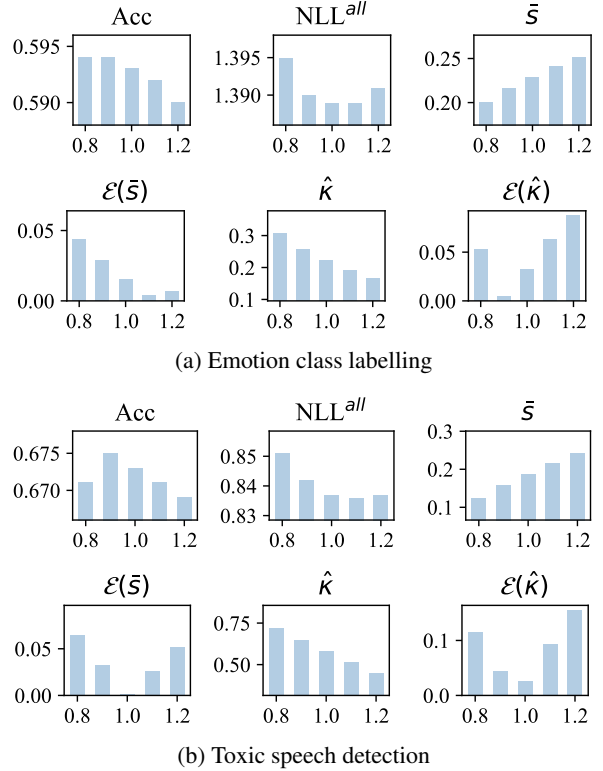 Acc NLL^all s̄
0.595 1.395 0.25
0.590 1.390 0.20
0.8 1.0 1.2 0.8 1.0 1.2 0.8 1.0 1.2
ℰ(s̄) κ̂ ℰ(κ̂)
0.05 0.3 0.05
0.2
0.00 0.1 0.00
0.8 1.0 1.2 0.8 1.0 1.2 0.8 1.0 1.2
(a) Emotion class labelling
Acc NLL^all s̄
0.3
0.675 0.85 0.2
0.670 0.84 0.1
0.83
0.8 1.0 1.2 0.8 1.0 1.2 0.8 1.0 1.2
ℰ(s̄) κ̂ ℰ(κ̂)
0.05 0.75 0.1
0.50
0.00 0.0
0.8 1.0 1.2 0.8 1.0 1.2 0.8 1.0 1.2
(b) Toxic speech detection